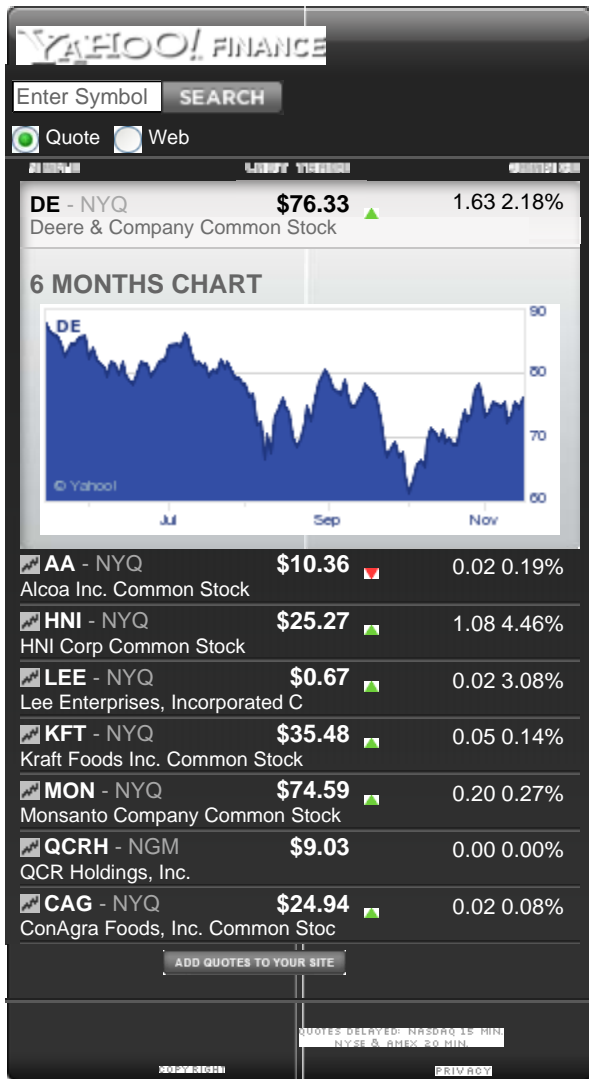 YAHOO! FINANCE
Enter Symbol SEARCH
Quote Web
DE - NYQ $76.33 1.63 2.18%
Deere & Company Common Stock
6 MONTHS CHART
DE
90
80
70
60
© Yahoo!
Jul Sep Nov
AA - NYQ $10.36 0.02 0.19%
Alcoa Inc. Common Stock
HNI - NYQ $25.27 1.08 4.46%
HNI Corp Common Stock
LEE - NYQ $0.67 0.02 3.08%
Lee Enterprises, Incorporated C
KFT - NYQ $35.48 0.05 0.14%
Kraft Foods Inc. Common Stock
MON - NYQ $74.59 0.20 0.27%
Monsanto Company Common Stock
QCRH - NGM $9.03 0.00 0.00%
QCR Holdings, Inc.
CAG - NYQ $24.94 0.02 0.08%
ConAgra Foods, Inc. Common Stoc
ADD QUOTES TO YOUR SITE
QUOTES DELAYED: NASDAQ 15 MIN.
NYSE & AMEX 20 MIN.
COPYRIGHT PRIVACY